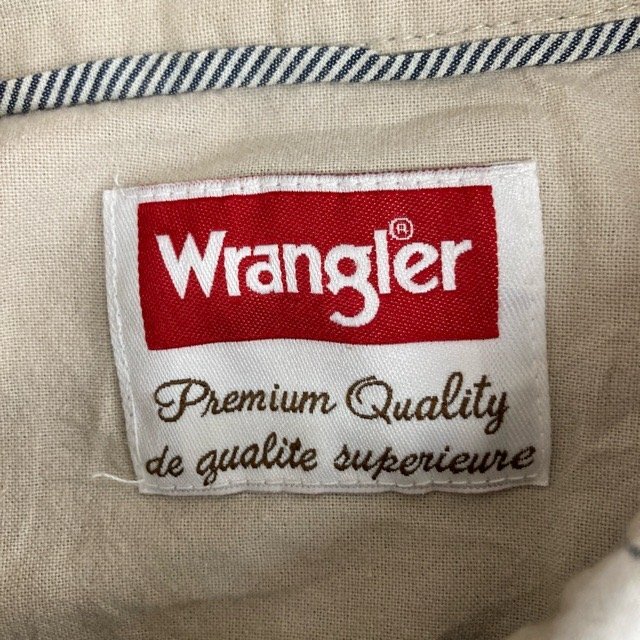 Wrangler®
Premium Quality
de qualite superieure